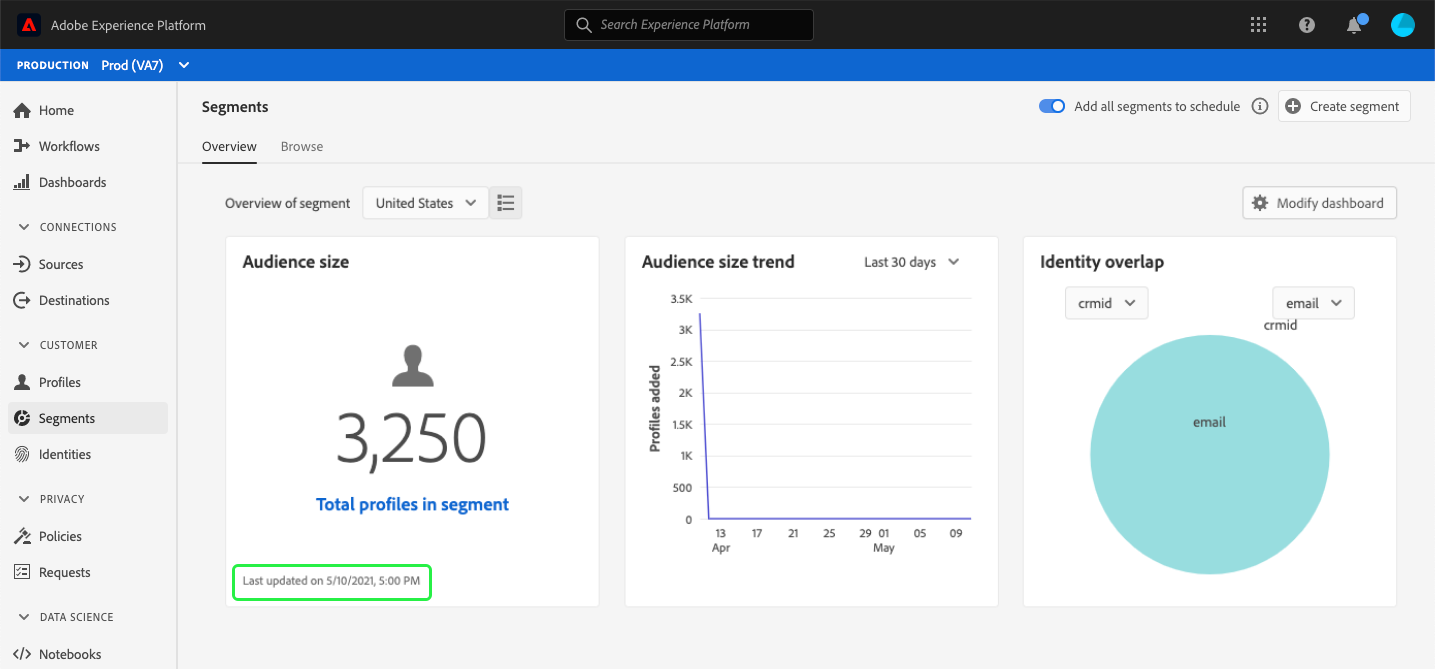 Adobe Experience Platform
Search Experience Platform
PRODUCTION Prod (VA7)
Home
Workflows
Dashboards
CONNECTIONS
Sources
Destinations
CUSTOMER
Profiles
Segments
Identities
PRIVACY
Policies
Requests
DATA SCIENCE
Notebooks
Segments
Add all segments to schedule
Create segment
Overview Browse
Overview of segment United States
Modify dashboard
Audience size
3,250
Total profiles in segment
Last updated on 5/10/2021, 5:00 PM
Audience size trend Last 30 days
Profiles added
3.5K
3K
2.5K
2K
1.5K
1K
500
0
13 17 21 25 29 01 05 09
Apr May
Identity overlap
crmid email
crmid
email